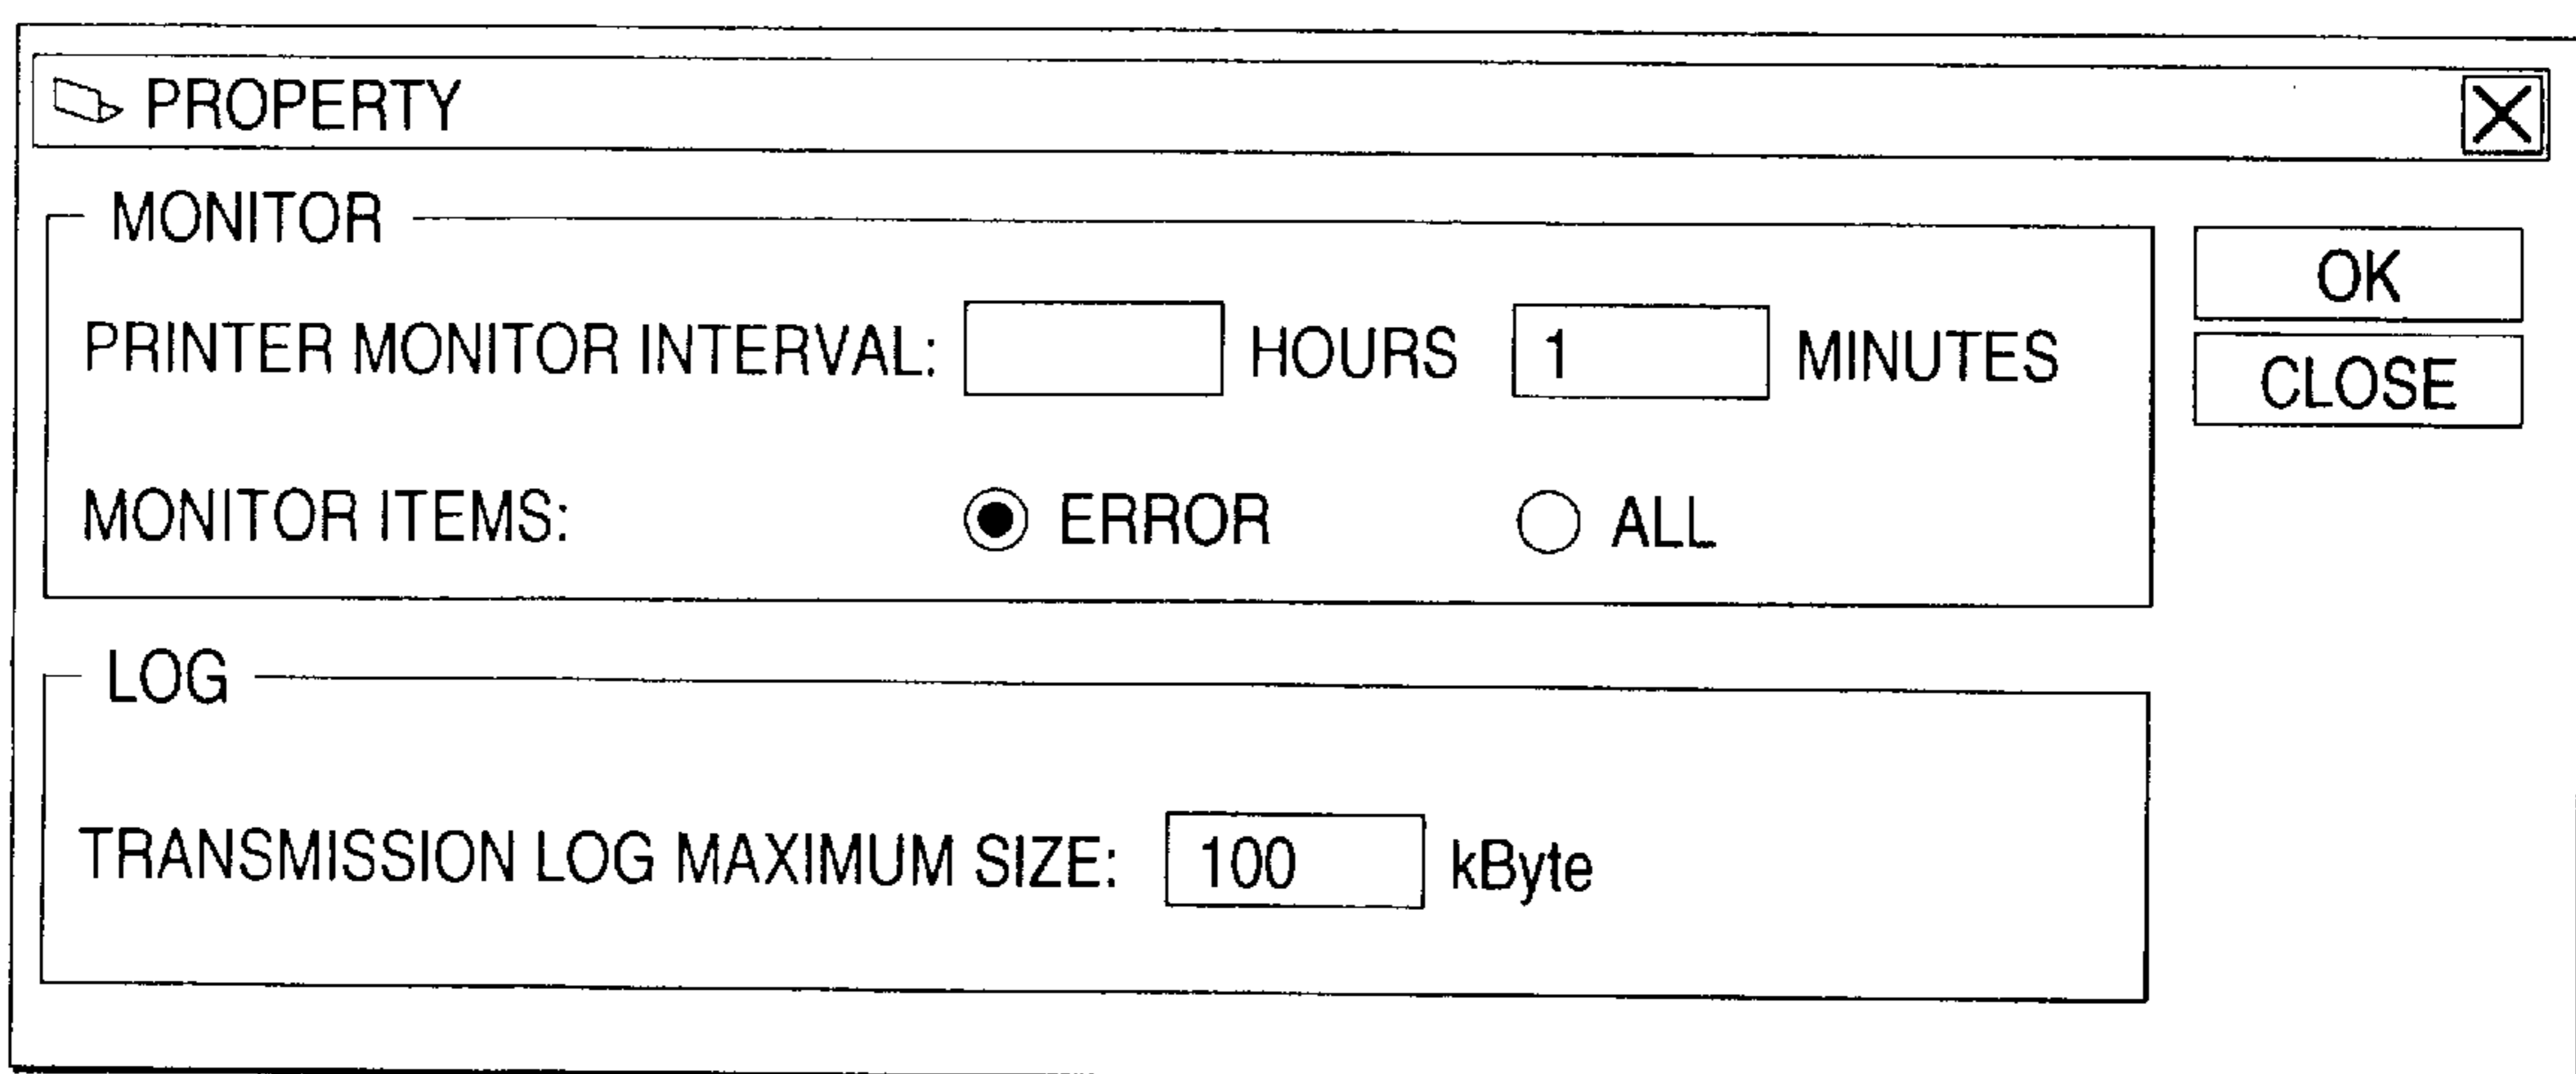 PROPERTY
MONITOR
PRINTER MONITOR INTERVAL: HOURS 1 MINUTES
MONITOR ITEMS: ERROR ALL
OK
CLOSE
LOG
TRANSMISSION LOG MAXIMUM SIZE: 100 kByte